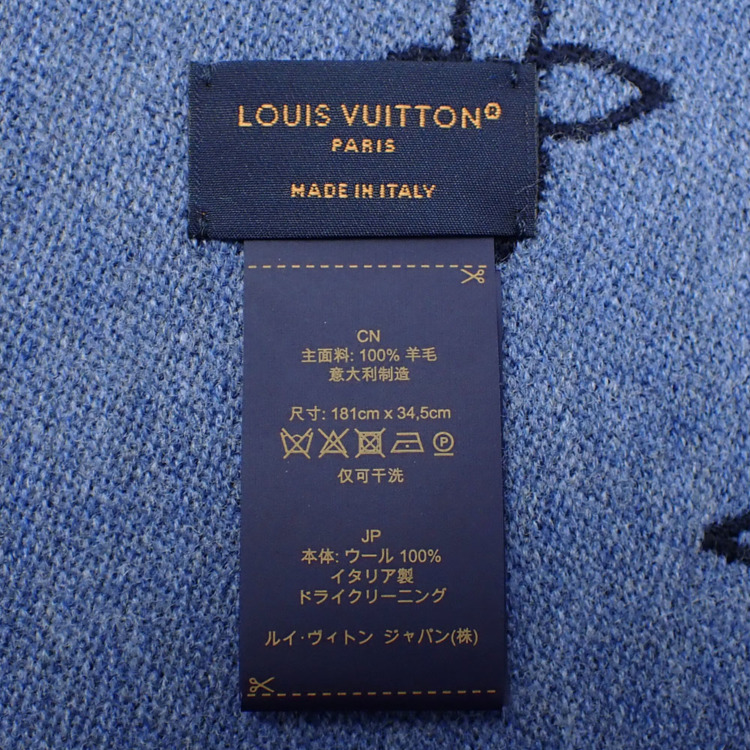 LOUIS VUITTON®
PARIS
MADE IN ITALY
CN
主面料: 100% 羊毛
意大利制造
尺寸: 181cm x 34,5cm
P
仅可干洗
JP
本体: ウール 100%
イタリア製
ドライクリーニング
ルイ・ヴィトン ジャパン(株)